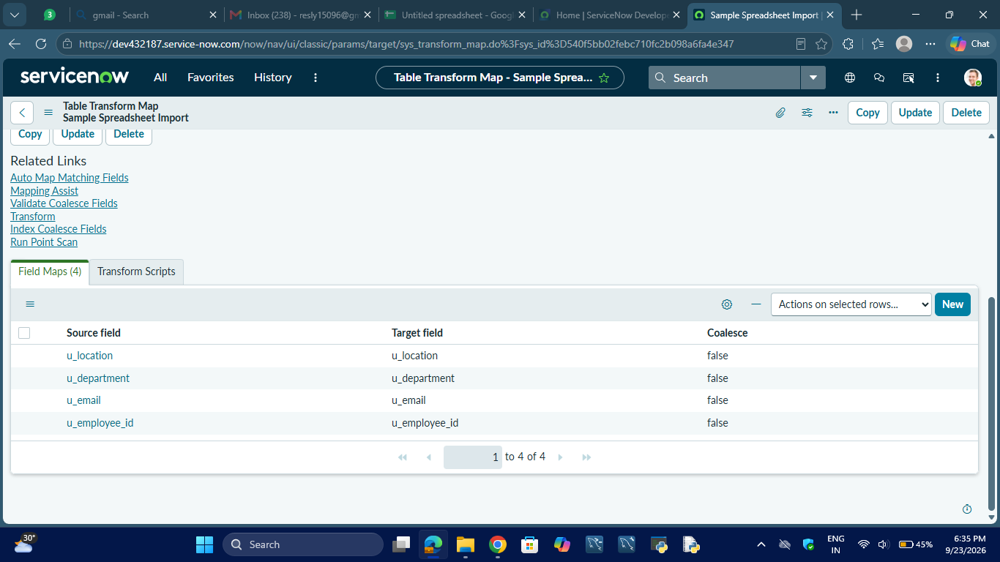 3
gmail - Search
Inbox (238) - resly15096@gm
Untitled spreadsheet - Googl
Home | ServiceNow Develope
Sample Spreadsheet Import |
https://dev432187.service-now.com/now/nav/ui/classic/params/target/sys_transform_map.do%3Fsys_id%3D540f5bb02febc710fc2b098a6fa4e347
Chat
servicenow
All
Favorites
History
Table Transform Map - Sample Sprea...
Search
Table Transform Map
Sample Spreadsheet Import
Copy
Update
Delete
Copy
Update
Delete
Related Links
Auto Map Matching Fields
Mapping Assist
Validate Coalesce Fields
Transform
Index Coalesce Fields
Run Point Scan
Field Maps (4)
Transform Scripts
Actions on selected rows...
New
Source field Target field Coalesce
u_location u_location false
u_department u_department false
u_email u_email false
u_employee_id u_employee_id false
1 to 4 of 4
30°
Search
ENG
IN
45%
6:35 PM
9/23/2026